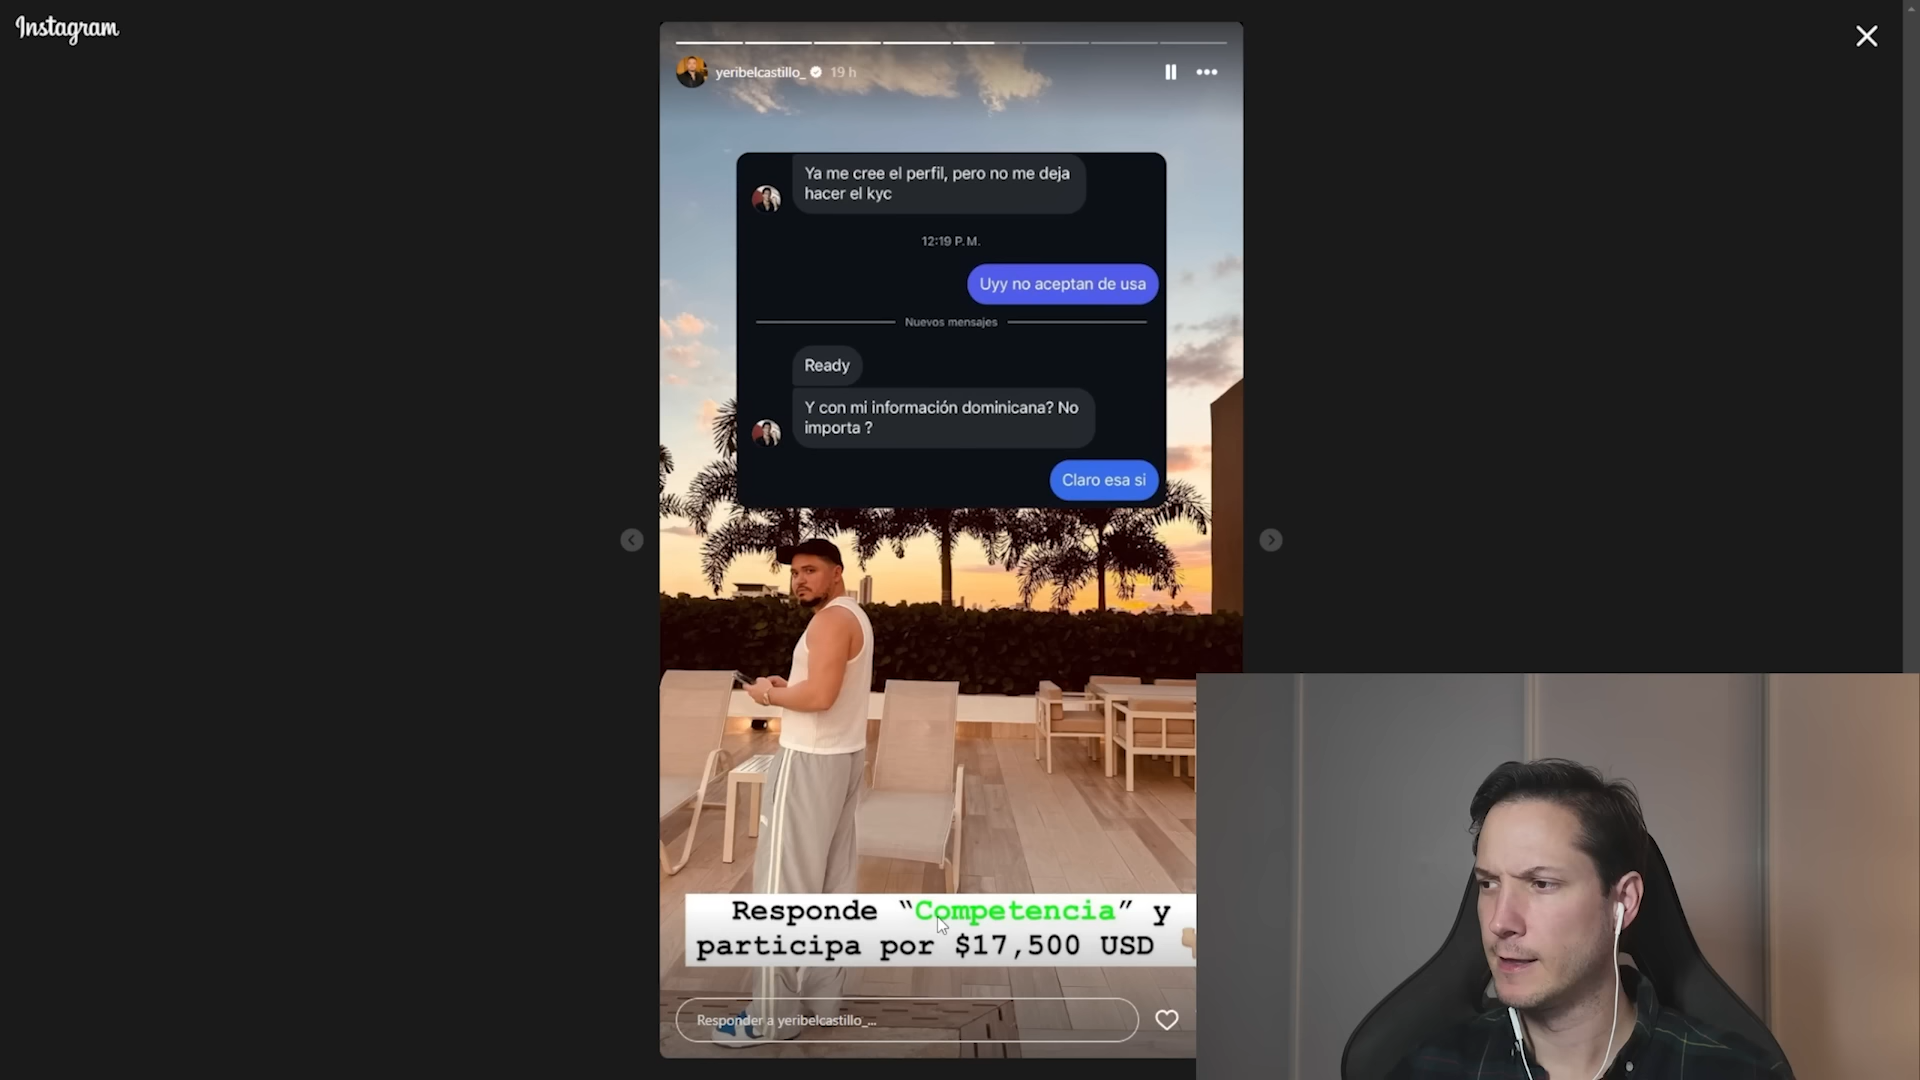 Instagram
yeribelcastillo_ 19 h
Ya me cree el perfil, pero no me deja
hacer el kyc
12:19 P.M.
Uyy no aceptan de usa
Nuevos mensajes
Ready
Y con mi información dominicana? No
importa ?
Claro esa si
Responde “Competencia” y
participa por $17,500 USD
Responder a yeribelcastillo_...